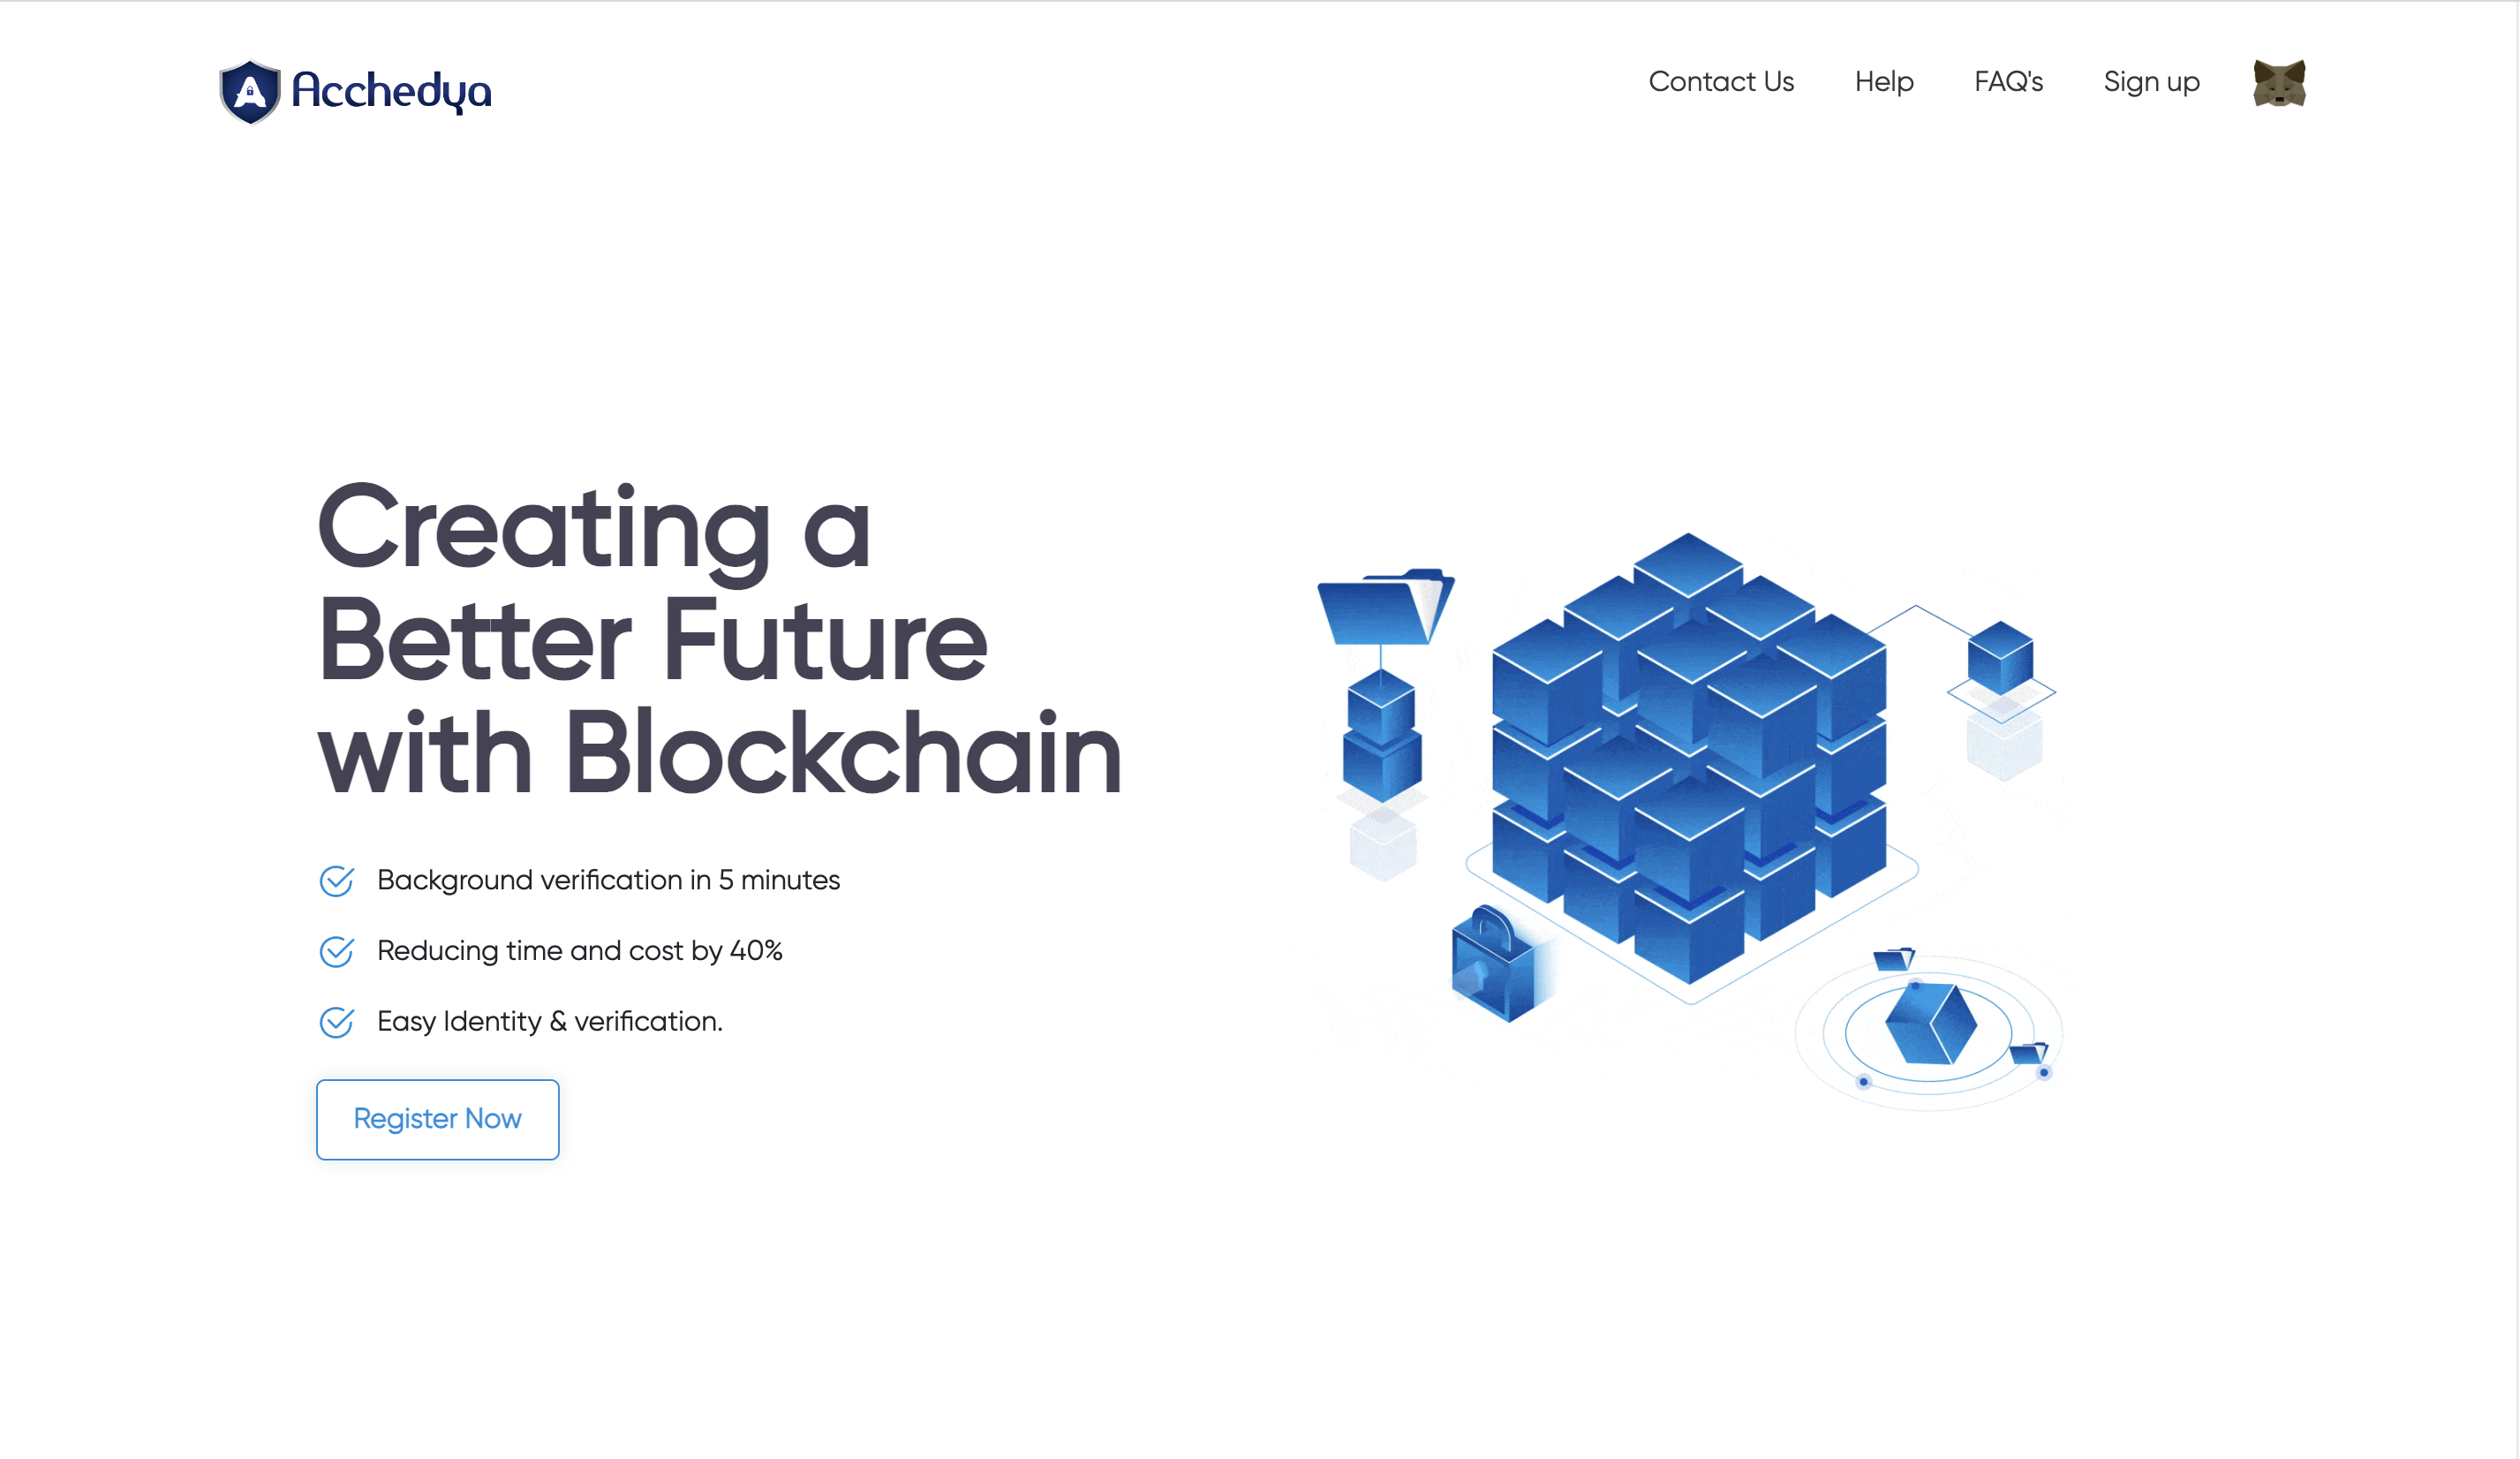 Acchedya
Contact Us
Help
FAQ's
Sign up
Creating a
Better Future
with Blockchain
Background verification in 5 minutes
Reducing time and cost by 40%
Easy Identity & verification.
Register Now